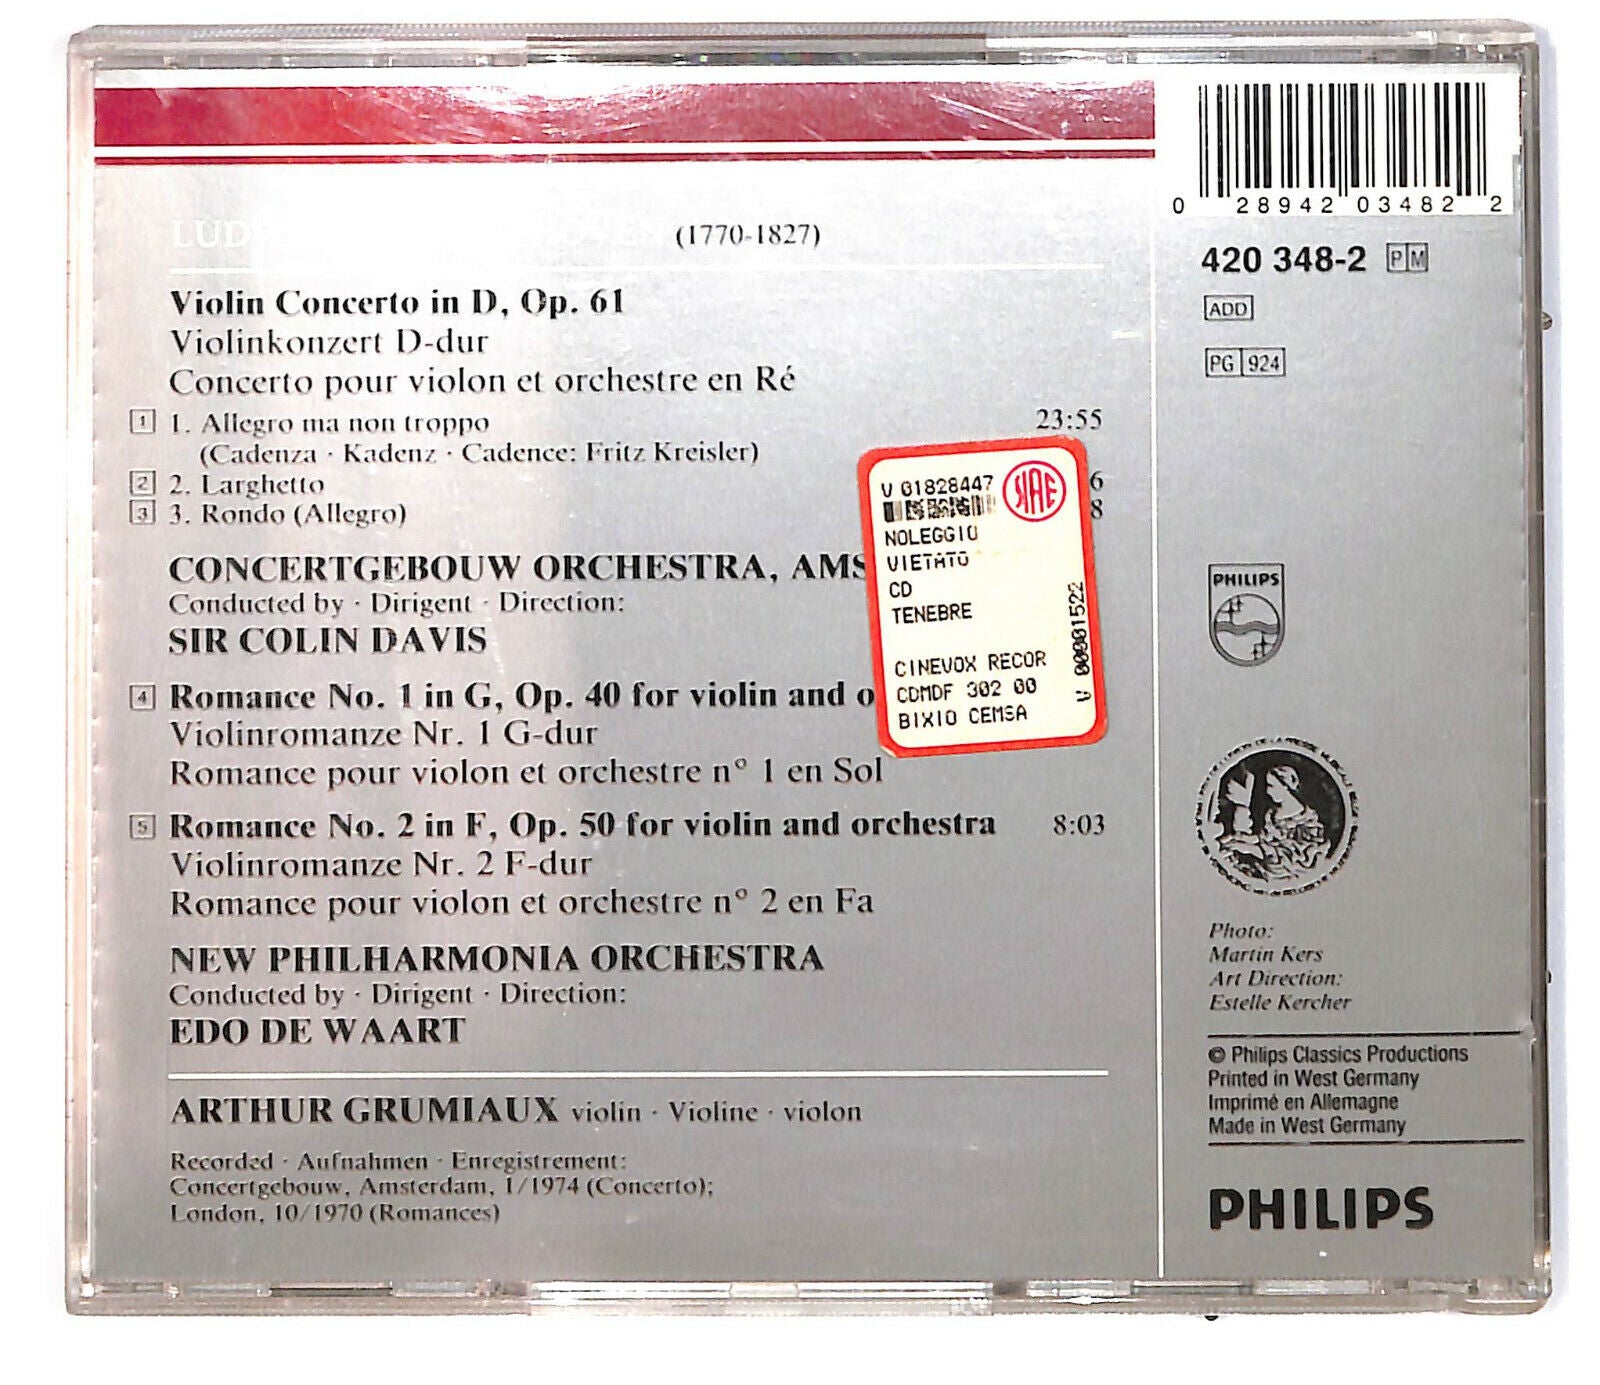 LUD
(1770-1827)
Violin Concerto in D, Op. 61
Violinkonzert D-dur
Concerto pour violon et orchestre en Ré
1 1. Allegro ma non troppo 23:55
(Cadenza · Kadenz · Cadence: Fritz Kreisler)
2 2. Larghetto 6
3 3. Rondo (Allegro) 8
CONCERTGEBOUW ORCHESTRA, AMS
Conducted by · Dirigent · Direction:
SIR COLIN DAVIS
4 Romance No. 1 in G, Op. 40 for violin and o
Violinromanze Nr. 1 G-dur
Romance pour violon et orchestre n° 1 en Sol
5 Romance No. 2 in F, Op. 50 for violin and orchestra 8:03
Violinromanze Nr. 2 F-dur
Romance pour violon et orchestre n° 2 en Fa
NEW PHILHARMONIA ORCHESTRA
Conducted by · Dirigent · Direction:
EDO DE WAART
ARTHUR GRUMIAUX violin · Violine · violon
Recorded · Aufnahmen · Enregistrement:
Concertgebouw, Amsterdam, 1/1974 (Concerto);
London, 10/1970 (Romances)
V 01828447
SIAE
NOLEGGIO
VIETATO
CD
TENEBRE
CINEVOX RECOR
CDMDF 302 00
BIXIO CEMSA
V 00001522
0 28942 03482 2
420 348-2 PM
ADD
PG 924
PHILIPS
Photo:
Martin Kers
Art Direction:
Estelle Kercher
© Philips Classics Productions
Printed in West Germany
Imprimé en Allemagne
Made in West Germany
PHILIPS